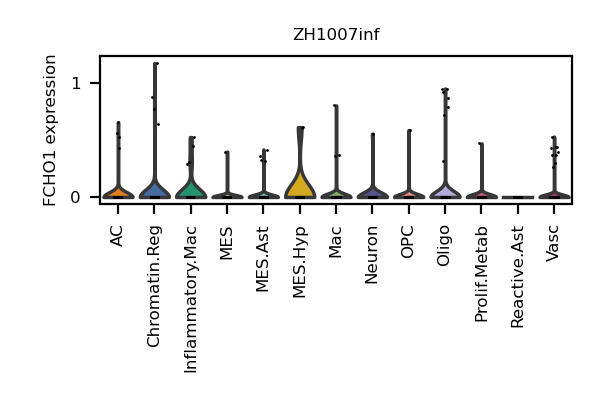 ZH1007inf
FCHO1 expression
1
0
AC
Chromatin.Reg
Inflammatory.Mac
MES
MES.Ast
MES.Hyp
Mac
Neuron
OPC
Oligo
Prolif.Metab
Reactive.Ast
Vasc